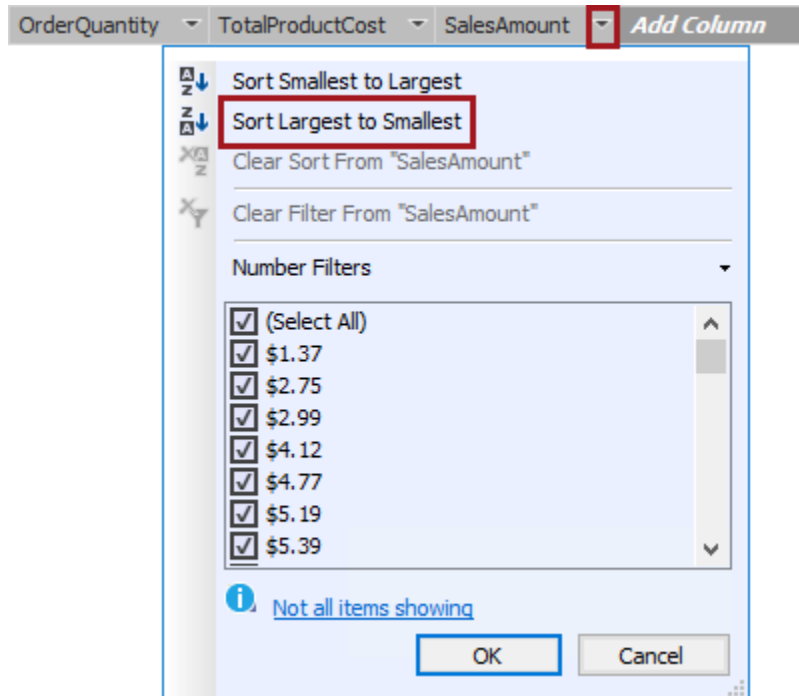 OrderQuantity TotalProductCost SalesAmount Add Column
Sort Smallest to Largest
Sort Largest to Smallest
Clear Sort From "SalesAmount"
Clear Filter From "SalesAmount"
Number Filters
(Select All)
$1.37
$2.75
$2.99
$4.12
$4.77
$5.19
$5.39
Not all items showing
OK Cancel